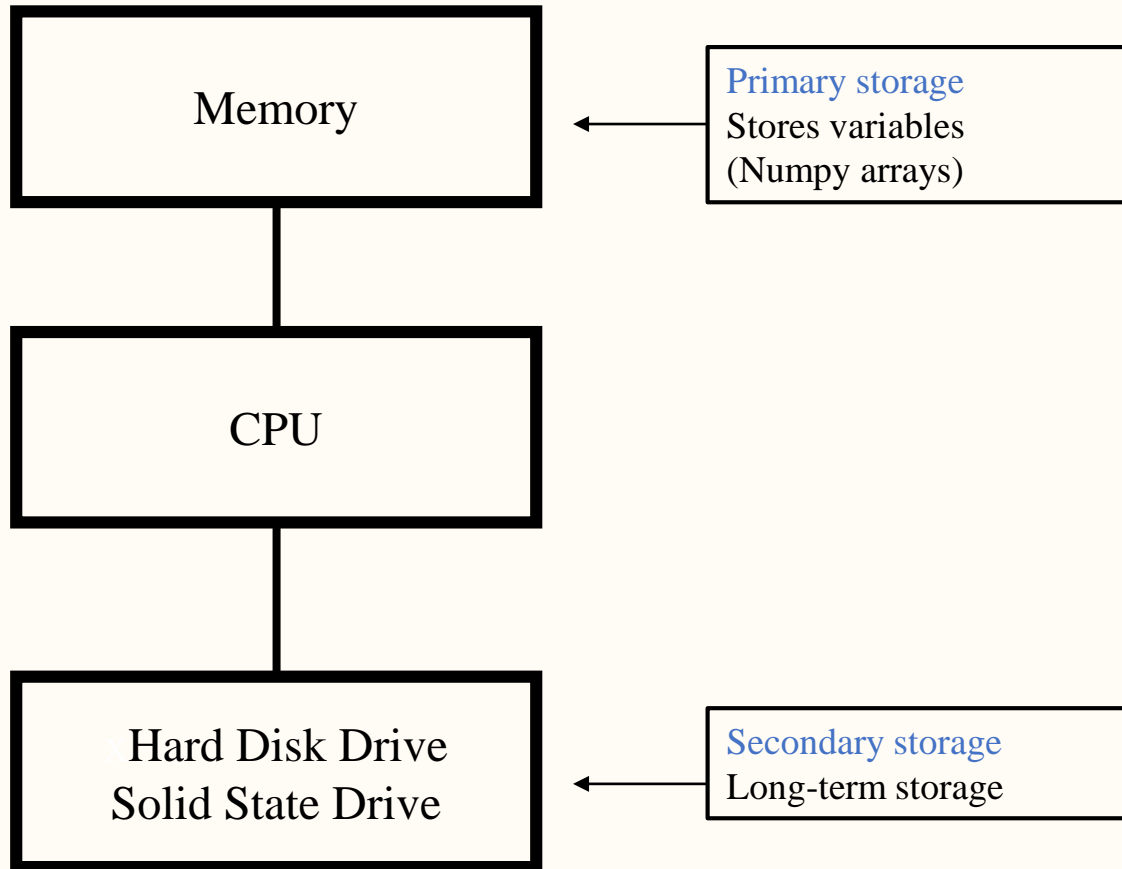 Memory
Primary storage
Stores variables
(Numpy arrays)
CPU
Hard Disk Drive
Solid State Drive
Secondary storage
Long-term storage